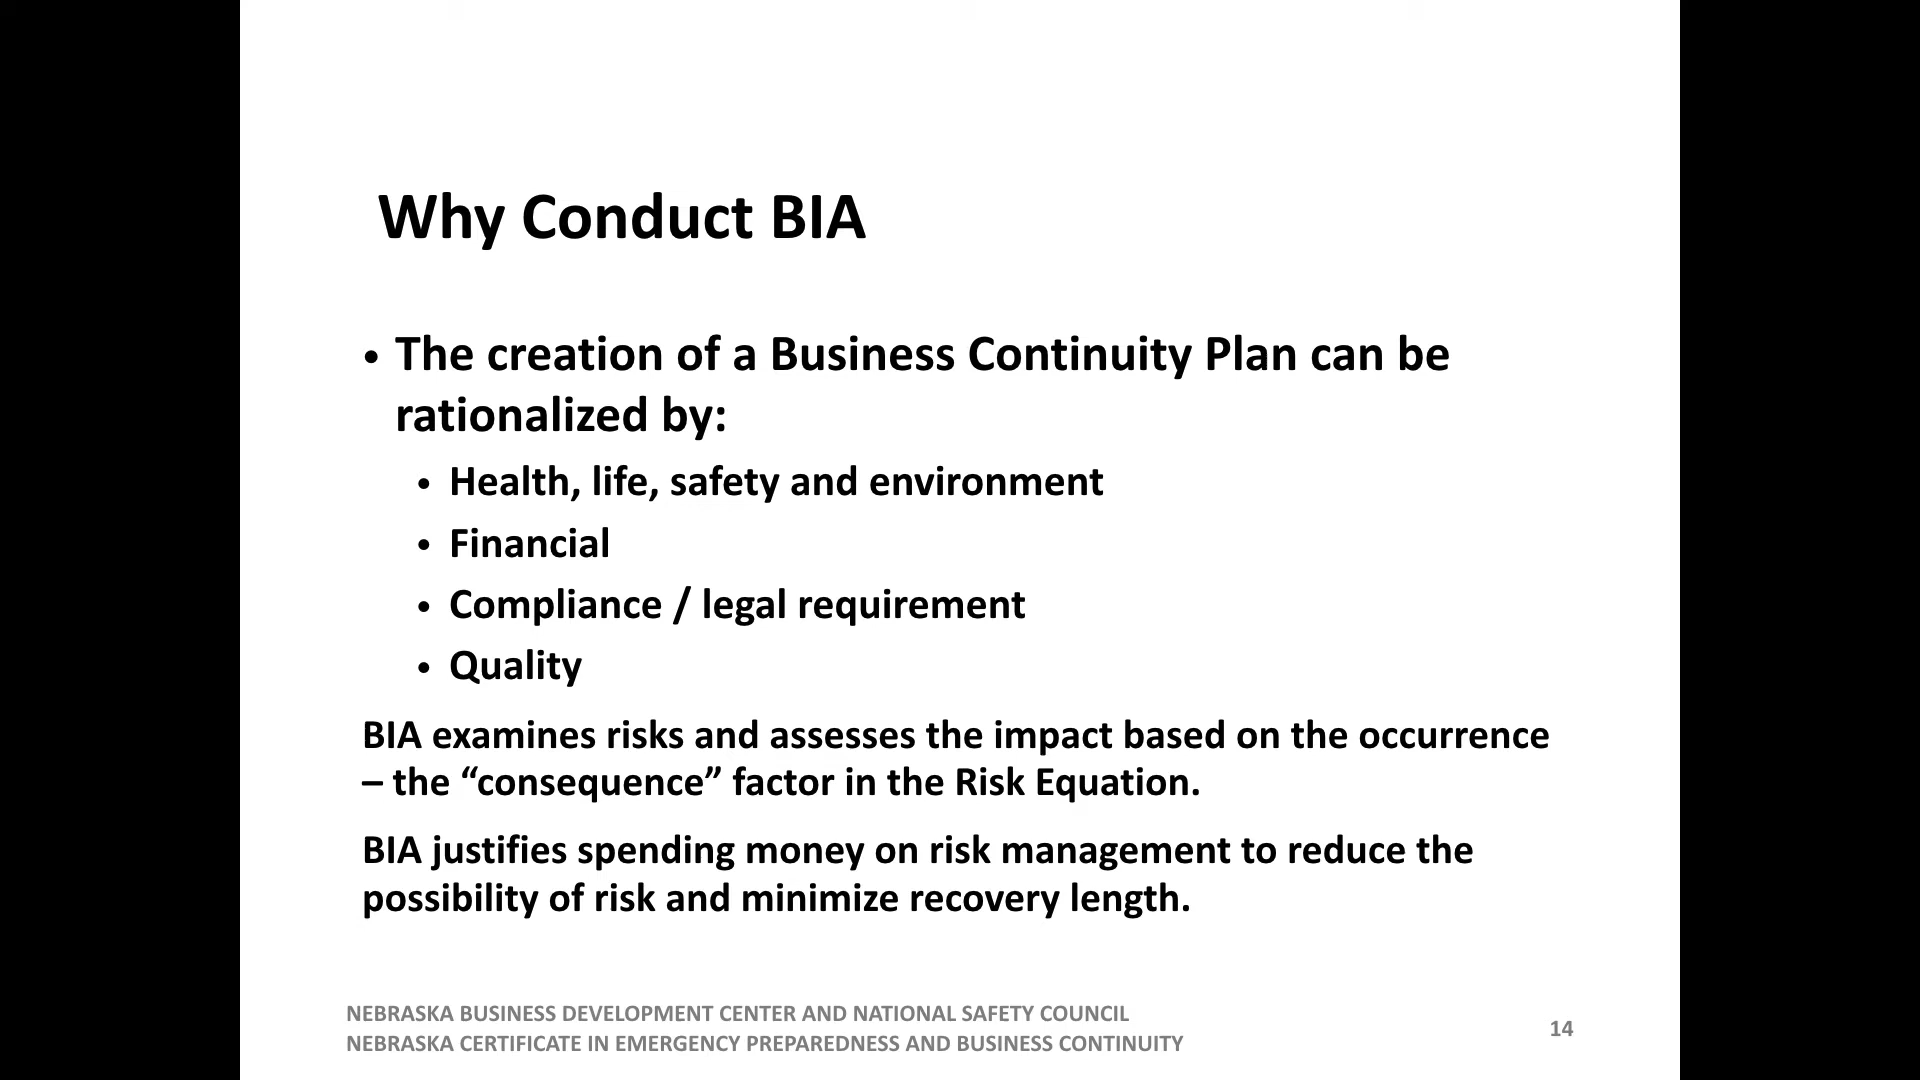 Why Conduct BIA
• The creation of a Business Continuity Plan can be
rationalized by:
• Health, life, safety and environment
• Financial
• Compliance / legal requirement
• Quality
BIA examines risks and assesses the impact based on the occurrence
– the “consequence” factor in the Risk Equation.
BIA justifies spending money on risk management to reduce the
possibility of risk and minimize recovery length.
NEBRASKA BUSINESS DEVELOPMENT CENTER AND NATIONAL SAFETY COUNCIL
NEBRASKA CERTIFICATE IN EMERGENCY PREPAREDNESS AND BUSINESS CONTINUITY
14